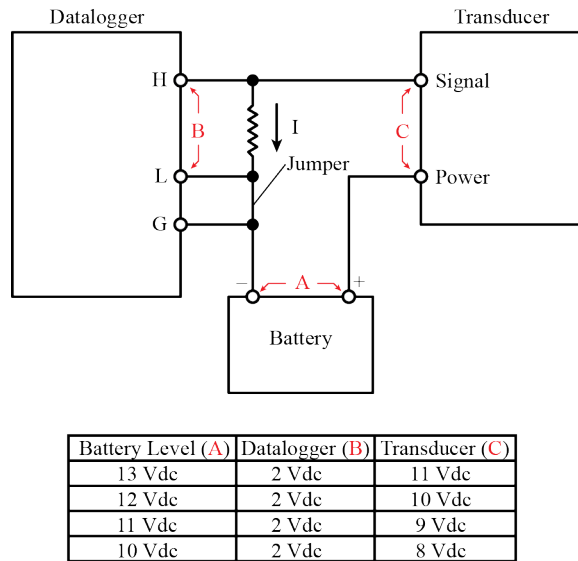 Datalogger
Transducer
H
Signal
B
I
C
Jumper
L
Power
G
– A +
Battery
Battery Level (A) Datalogger (B) Transducer (C)
13 Vdc 2 Vdc 11 Vdc
12 Vdc 2 Vdc 10 Vdc
11 Vdc 2 Vdc 9 Vdc
10 Vdc 2 Vdc 8 Vdc